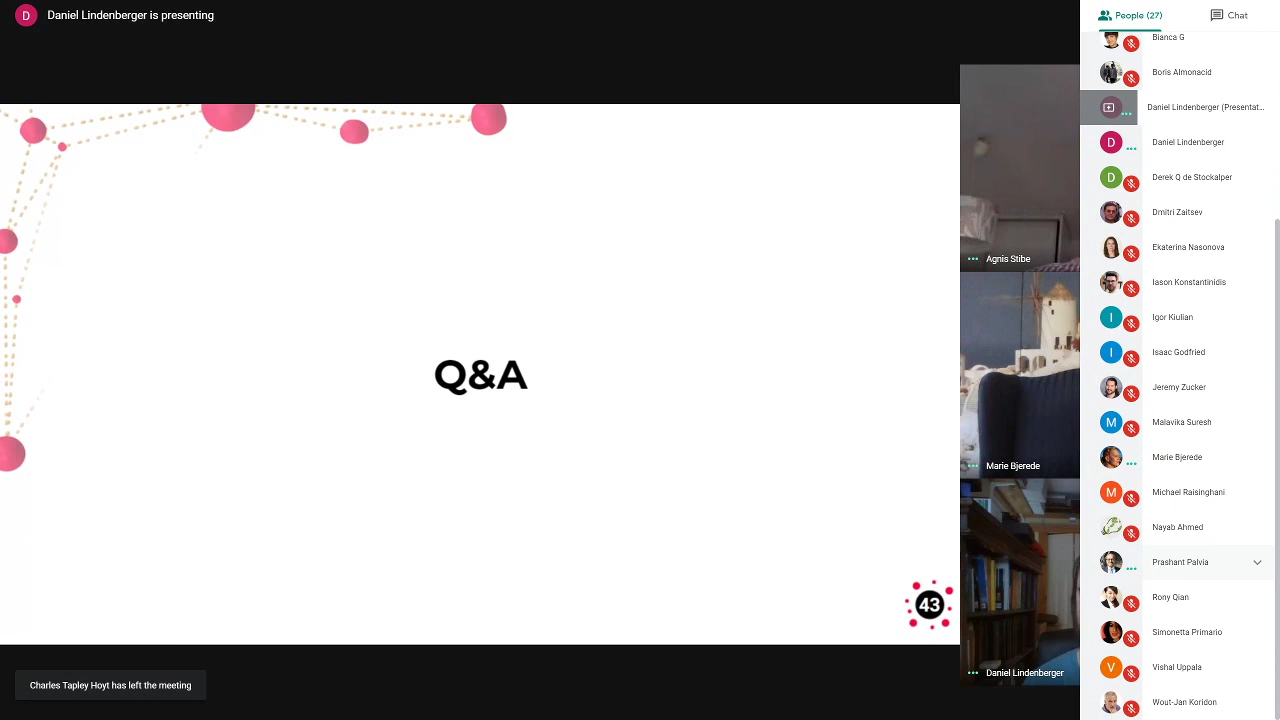 D
Daniel Lindenberger is presenting
Q&A
43
Charles Tapley Hoyt has left the meeting
Agnis Stibe
Marie Bjerede
Daniel Lindenberger
People (27)
Chat
Bianca G
Boris Almonacid
Daniel Lindenberger (Presentat...
D
Daniel Lindenberger
D
Derek Q de Stockalper
Dmitri Zaitsev
Ekaterina Nasonova
Iason Konstantinidis
I
Igor Kiulian
I
Isaac Godfried
Jeremy Zucker
M
Malavika Suresh
Marie Bjerede
M
Michael Raisinghani
Nayab Ahmed
Prashant Palvia
Rony Qian
Simonetta Primario
V
Vishal Uppala
Wout-Jan Koridon